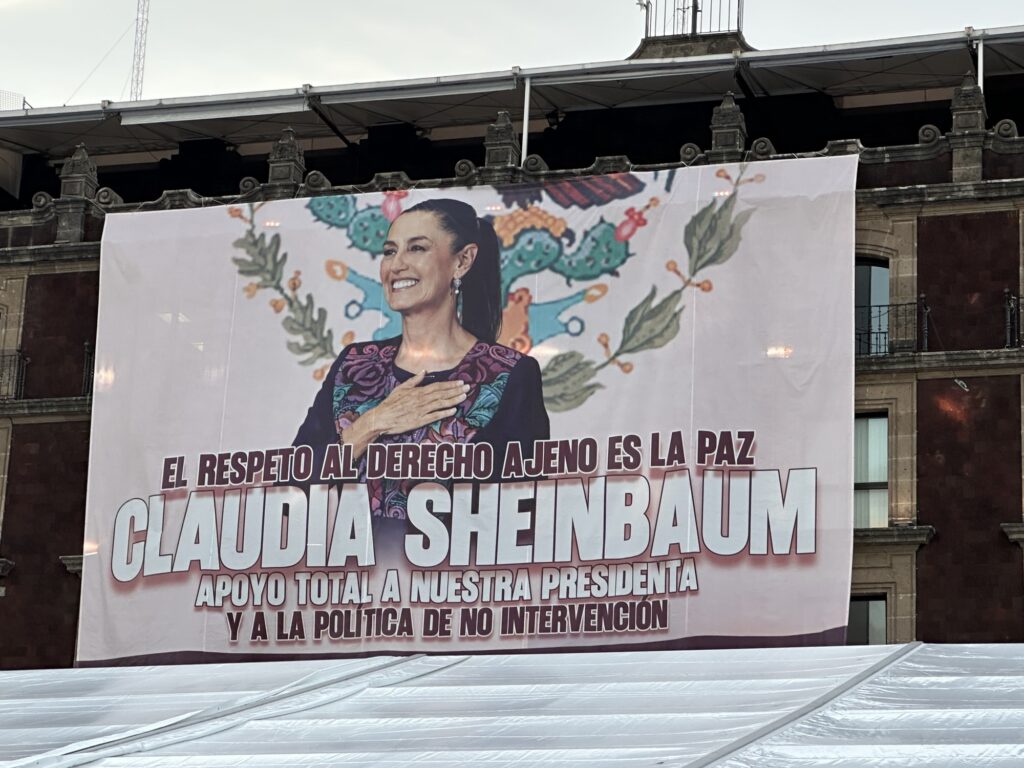 EL RESPETO AL DERECHO AJENO ES LA PAZ
CLAUDIA SHEINBAUM
APOYO TOTAL A NUESTRA PRESIDENTA
Y A LA POLÍTICA DE NO INTERVENCIÓN